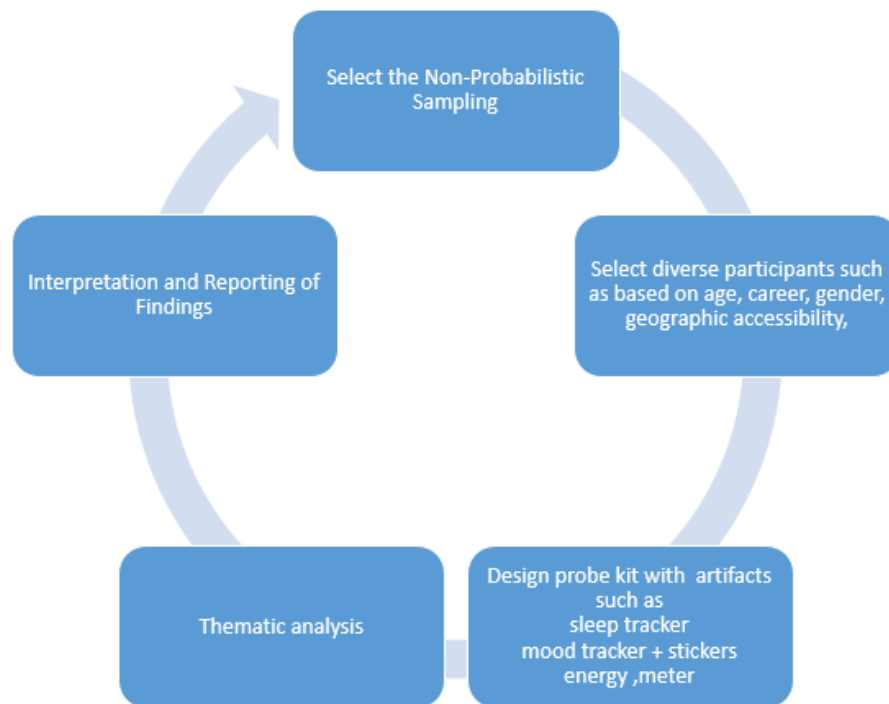 Select the Non-Probabilistic
Sampling
Select diverse participants such
as based on age, career, gender,
geographic accessibility,
Design probe kit with artifacts
such as
sleep tracker
mood tracker + stickers
energy ,meter
Thematic analysis
Interpretation and Reporting of
Findings